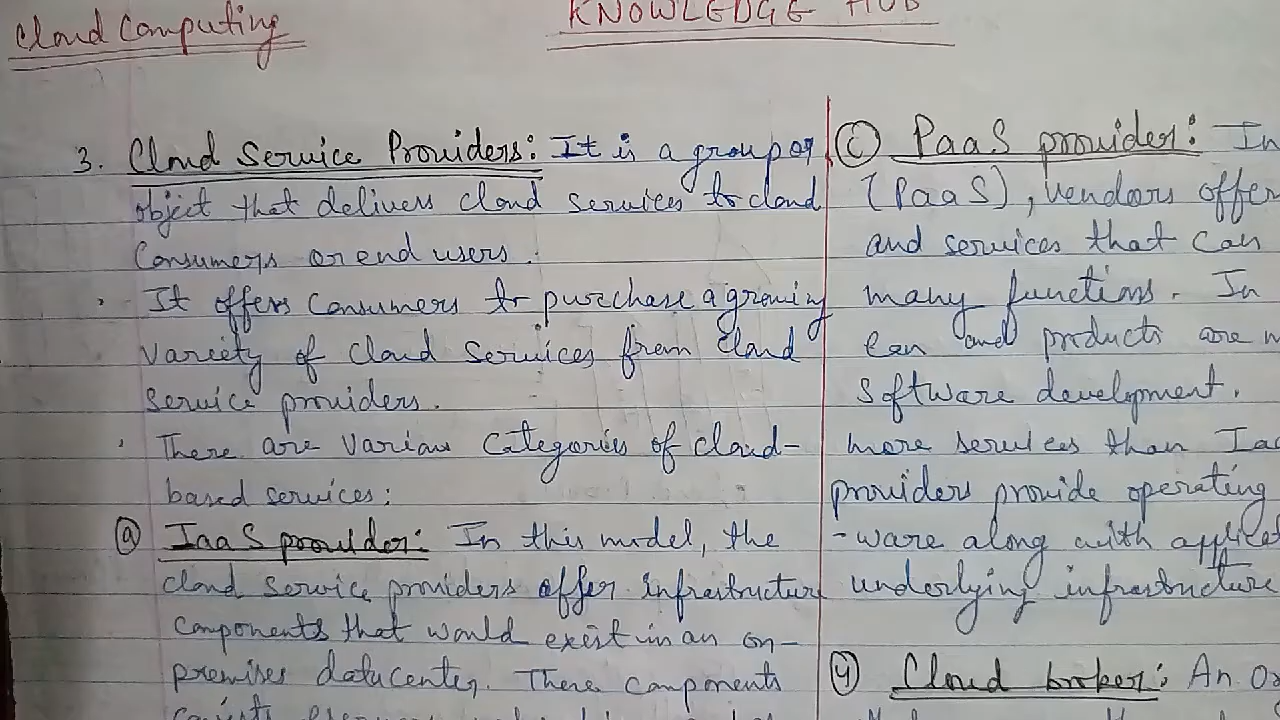 Cloud Computing
KNOWLEDGE HUB
3. Cloud Service Providers: It is a group or
object that delivers cloud services to cloud
Consumers or end users.
· It offers Consumers to purchase a growing
variety of cloud services from cloud
service providers.
· There are various Categories of cloud-
based services:
(a) IaaS provider: In this model, the
cloud service providers offer infrastructure
components that would exist in an on-
premises datacenter. These components
(c) PaaS provider: In
(PaaS), vendors offer
and services that can
many functions. In
can and products are
software development.
more services than Iaa
providers provide operating
-ware along with applicat
underlying infrastructure
(4) Cloud broker: An Or